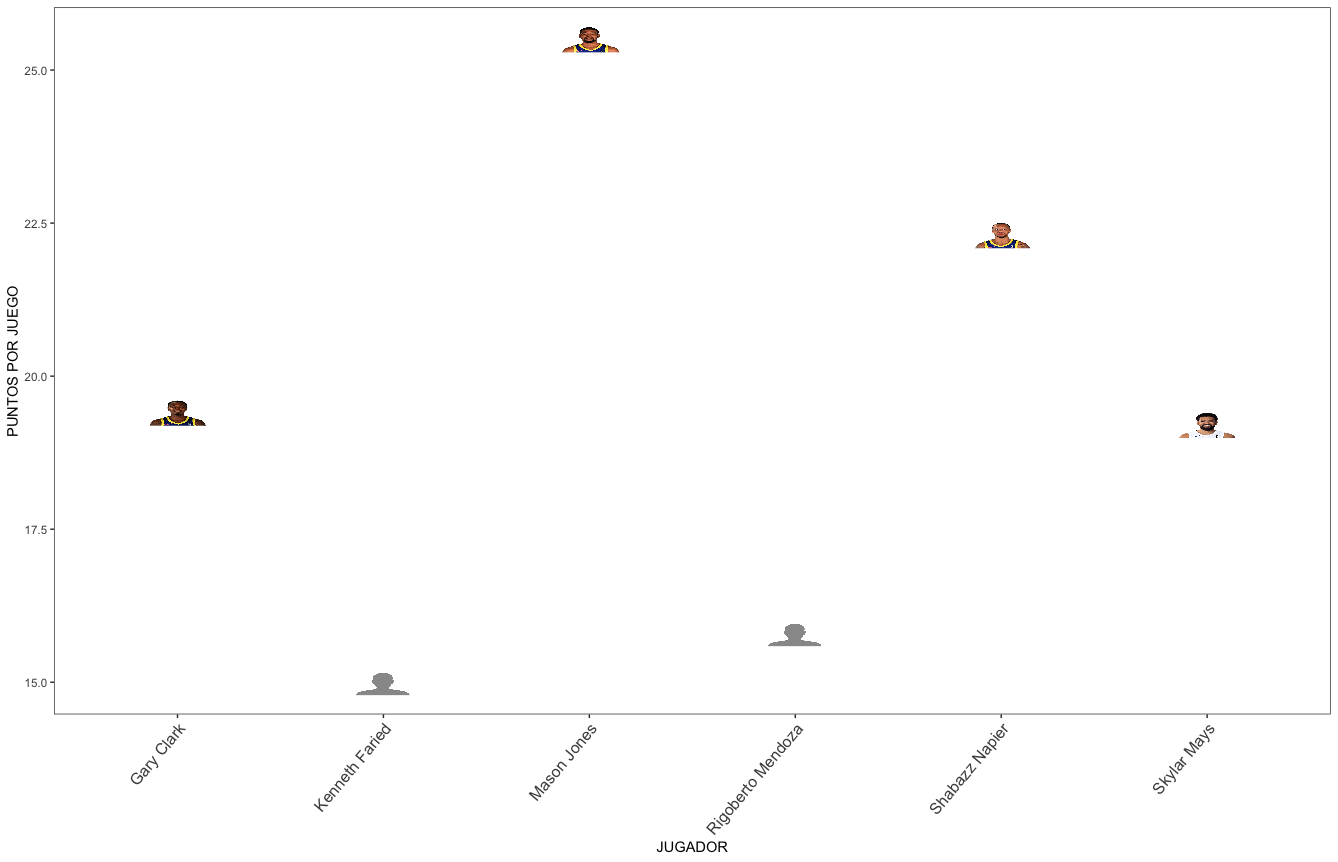 PUNTOS POR JUEGO
25.0
22.5
20.0
17.5
15.0
Gary Clark
Kenneth Faried
Mason Jones
Rigoberto Mendoza
Shabazz Napier
Skylar Mays
JUGADOR